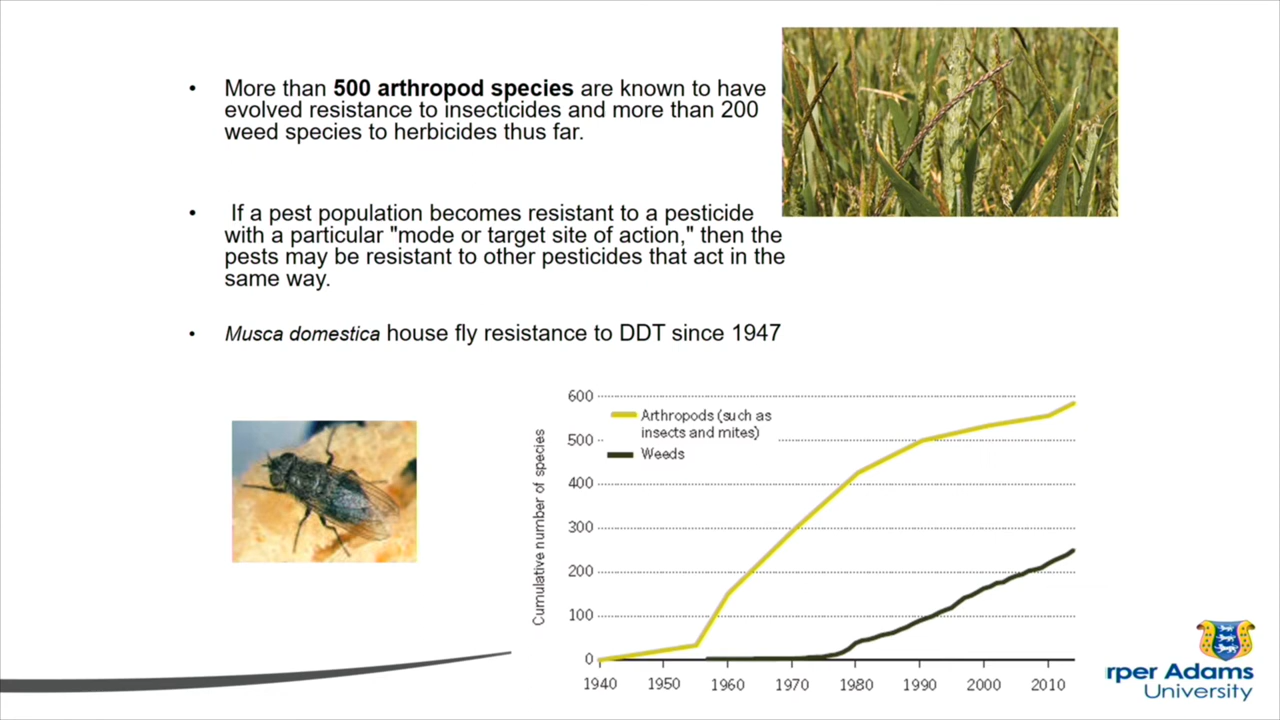 • More than 500 arthropod species are known to have
evolved resistance to insecticides and more than 200
weed species to herbicides thus far.
• If a pest population becomes resistant to a pesticide
with a particular "mode or target site of action," then the
pests may be resistant to other pesticides that act in the
same way.
• Musca domestica house fly resistance to DDT since 1947
Cumulative number of species
600
500
400
300
200
100
0
Arthropods (such as
insects and mites)
Weeds
1940 1950 1960 1970 1980 1990 2000 2010
rper Adams
University